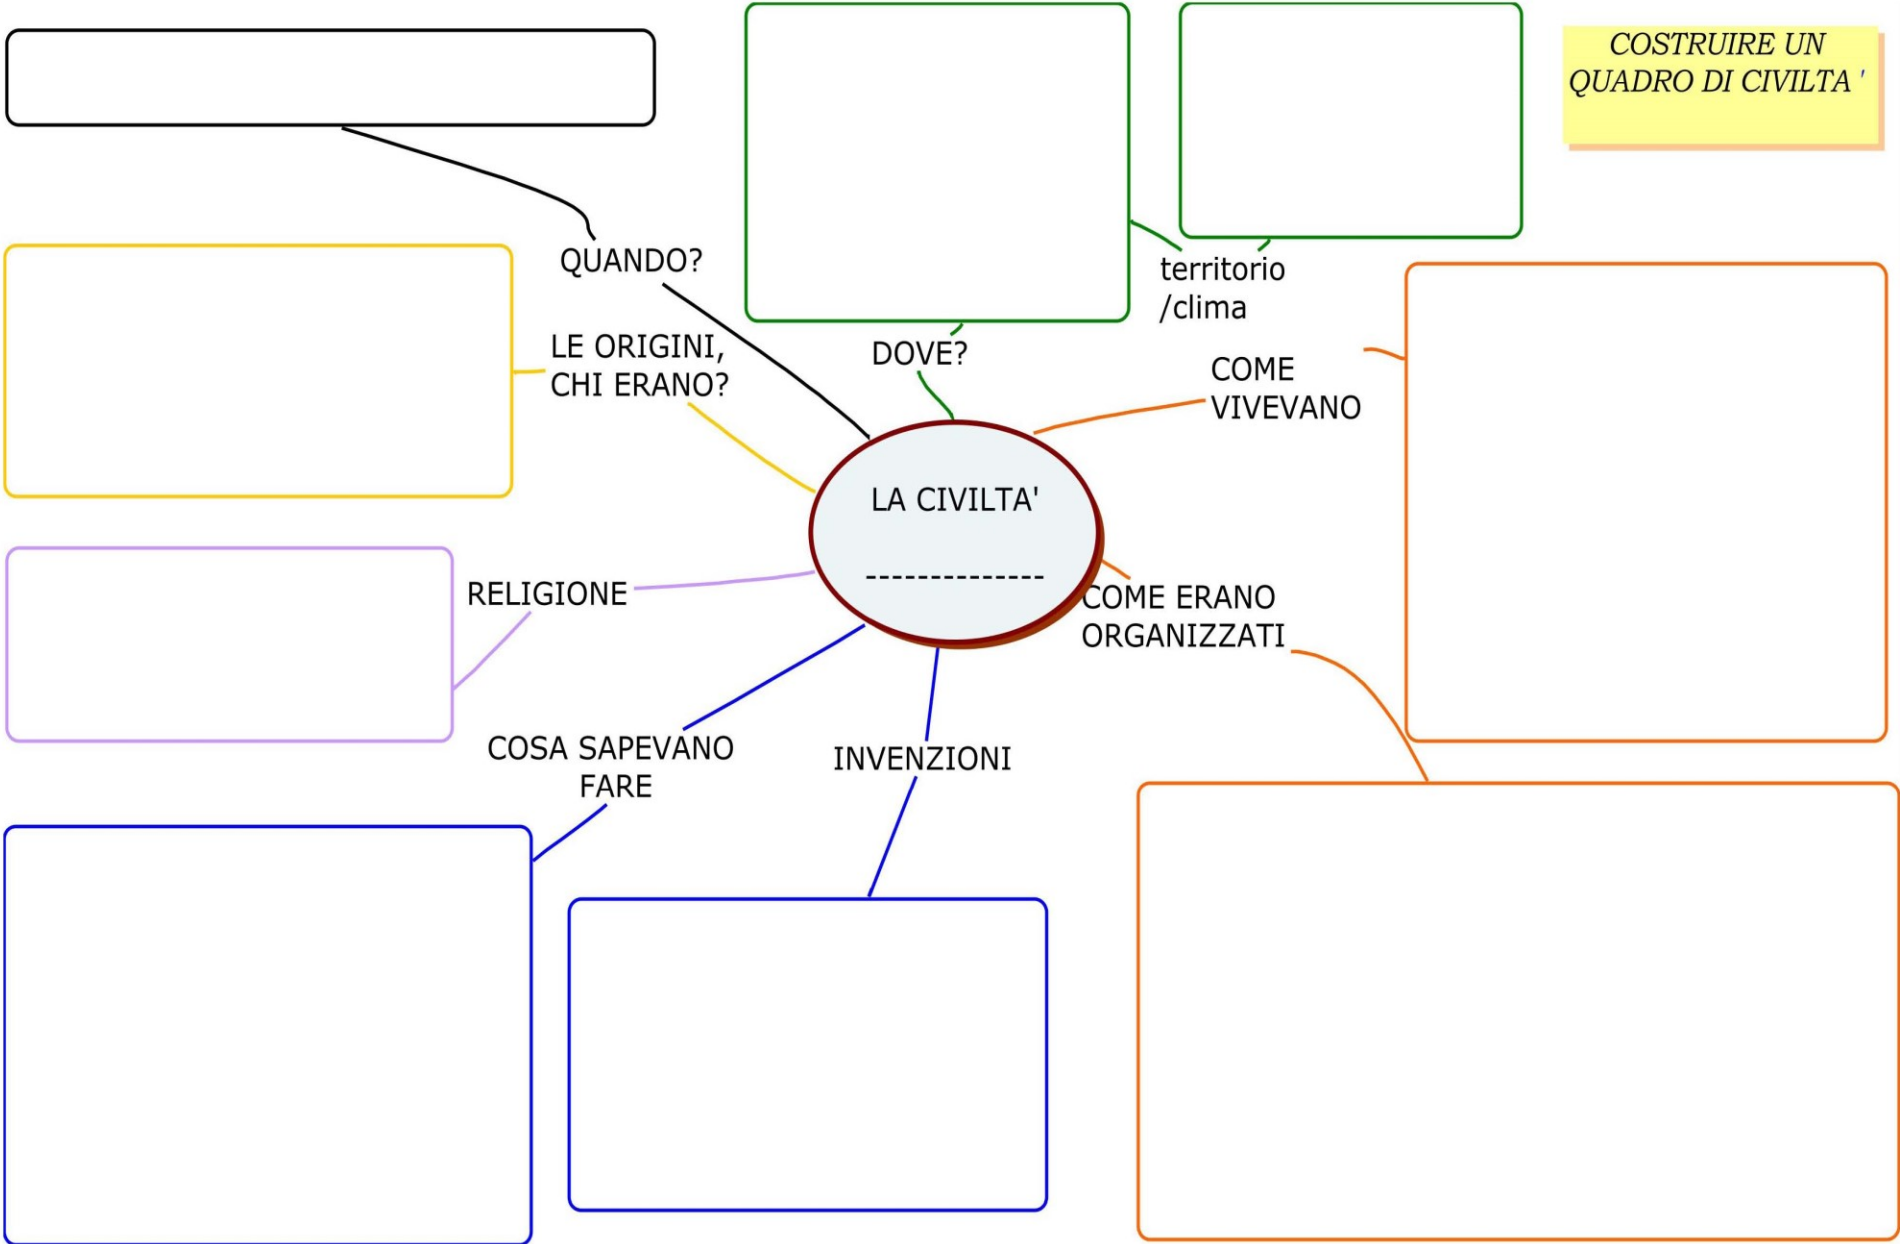 COSTRUIRE UN
QUADRO DI CIVILTA '
QUANDO?
territorio
/clima
LE ORIGINI,
CHI ERANO?
DOVE?
COME
VIVEVANO
LA CIVILTA'
--------------
RELIGIONE
COME ERANO
ORGANIZZATI
COSA SAPEVANO
FARE
INVENZIONI